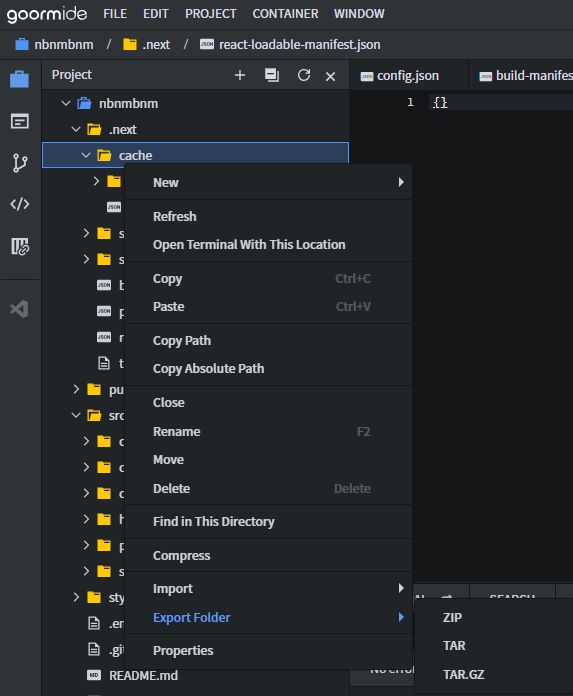 goormide FILE EDIT PROJECT CONTAINER WINDOW
nbnmbnm / .next / react-loadable-manifest.json
Project
config.json
build-manifes
nbnmbnm
1 {}
.next
cache
New
JSON
Refresh
Open Terminal With This Location
Copy Ctrl+C
Paste Ctrl+V
Copy Path
Copy Absolute Path
pu
Close
src
Rename F2
Move
Delete Delete
Find in This Directory
Compress
Import
sty
SEARCH
Export Folder
ZIP
.en
TAR
.git
Properties
No erro
README.md
TAR.GZ